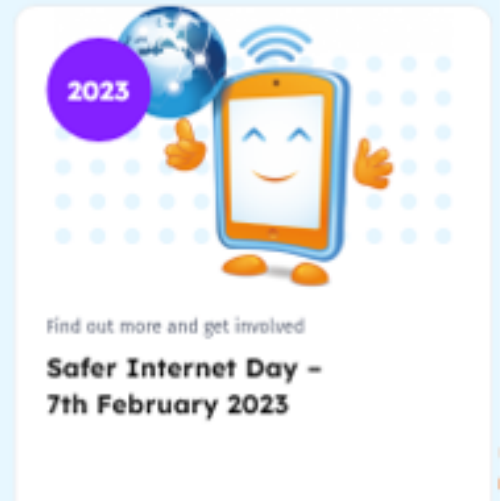 2023
Find out more and get involved
Safer Internet Day –
7th February 2023